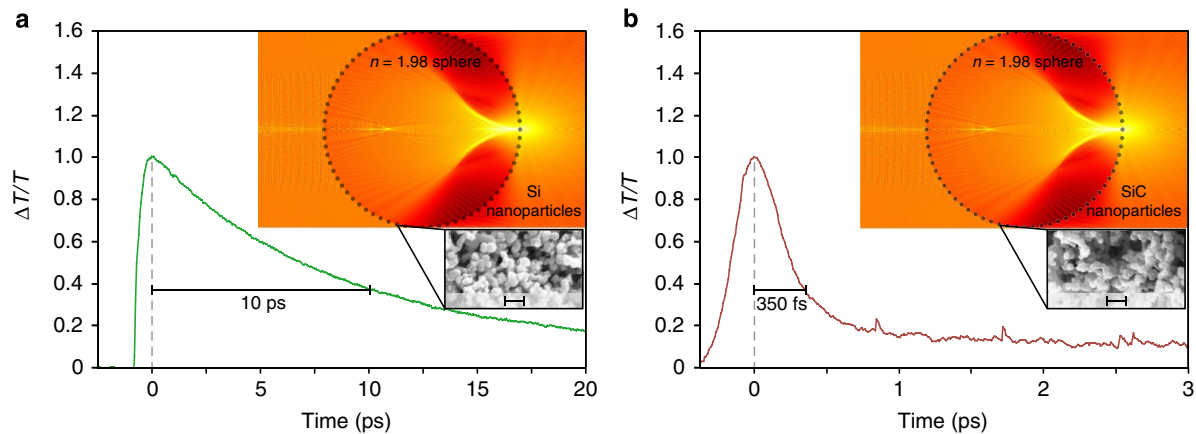 a
1.6
1.4
1.2
1.0
0.8
0.6
0.4
0.2
0
ΔT/T
n = 1.98 sphere
Si
nanoparticles
10 ps
0
5
10
15
20
Time (ps)
b
1.6
1.4
1.2
1.0
0.8
0.6
0.4
0.2
0
ΔT/T
n = 1.98 sphere
SiC
nanoparticles
350 fs
0
1
2
3
Time (ps)